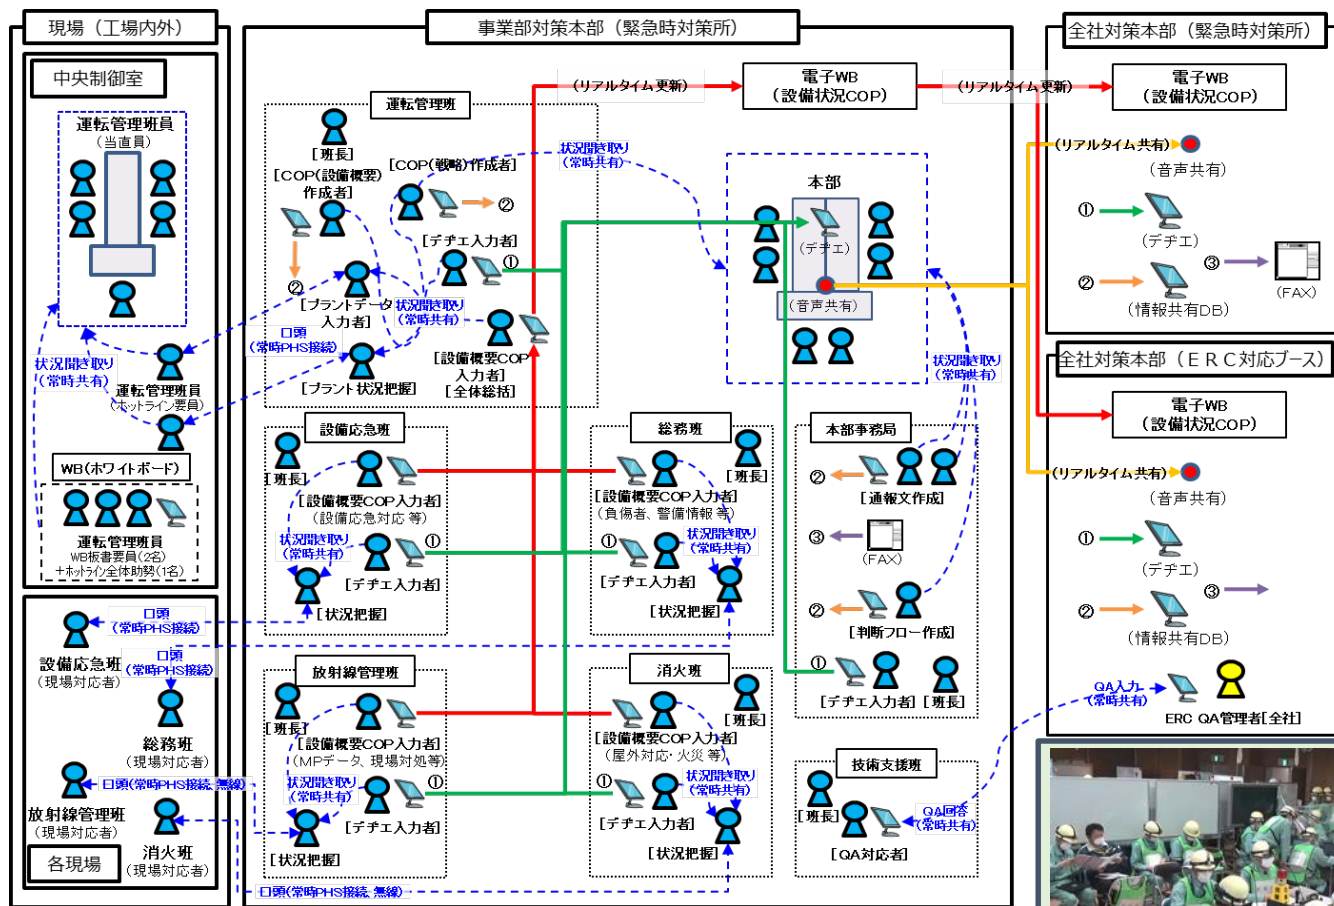 現場（工場内外）
中央制御室
運転管理班員
（当直員）
状況聞き取り
（常時共有）
運転管理班員
（ホットライン要員）
WB（ホワイトボード）
運転管理班員
WB板書要員（2名）
＋ホットライン全体助勢（1名）
口頭
（常時PHS接続）
設備応急班
（現場対応者）
口頭
（常時PHS接続）
総務班
（現場対応者）
口頭（常時PHS接続、無線）
放射線管理班
（現場対応者）
消火班
（現場対応者）
各現場
口頭（常時PHS接続、無線）
事業部対策本部（緊急時対策所）
運転管理班
[班長]
[COP（設備概要）
作成者]
②
[COP（戦略）作成者]
②
[デヂエ入力者]
①
[プラントデータ
入力者]
状況聞き取り
（常時共有）
口頭
（常時PHS接続）
[プラント状況把握]
[設備概要COP
入力者]
[全体総括]
（リアルタイム更新）
電子WB
（設備状況COP）
（リアルタイム更新）
状況聞き取り
（常時共有）
本部
（デヂエ）
（音声共有）
状況聞き取り
（常時共有）
設備応急班
[班長]
[設備概要COP入力者]
（設備応急対応 等）
状況聞き取り
（常時共有）
①
[デヂエ入力者]
[状況把握]
総務班
[班長]
[設備概要COP入力者]
（負傷者、警備情報 等）
状況聞き取り
（常時共有）
①
[デヂエ入力者]
[状況把握]
本部事務局
②
[通報文作成]
③
（FAX）
②
[判断フロー作成]
①
[デヂエ入力者]
[班長]
放射線管理班
[班長]
[設備概要COP入力者]
（MPデータ、現場対処等）
状況聞き取り
（常時共有）
①
[デヂエ入力者]
[状況把握]
消火班
[班長]
[設備概要COP入力者]
（屋外対応・火災 等）
状況聞き取り
（常時共有）
①
[デヂエ入力者]
[状況把握]
技術支援班
[班長]
QA回答
（常時共有）
[QA対応者]
全社対策本部（緊急時対策所）
電子WB
（設備状況COP）
（リアルタイム共有）
（音声共有）
①
（デヂエ）
②
（情報共有DB）
③
（FAX）
全社対策本部（ＥＲＣ対応ブース）
電子WB
（設備状況COP）
（リアルタイム共有）
（音声共有）
①
（デヂエ）
②
（情報共有DB）
③
QA入力
（常時共有）
ERC QA管理者[全社]